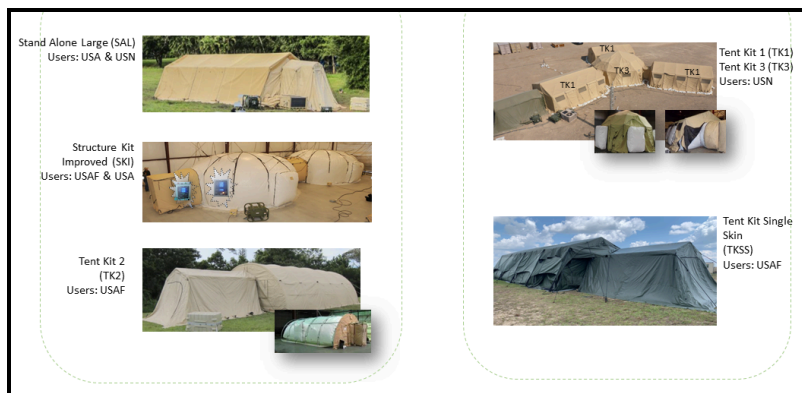 Stand Alone Large (SAL)
Users: USA & USN
Structure Kit
Improved (SKI)
Users: USAF & USA
Tent Kit 2
(TK2)
Users: USAF
TK1
TK3
TK1
TK1
Tent Kit 1 (TK1)
Tent Kit 3 (TK3)
Users: USN
Tent Kit Single
Skin
(TKSS)
Users: USAF